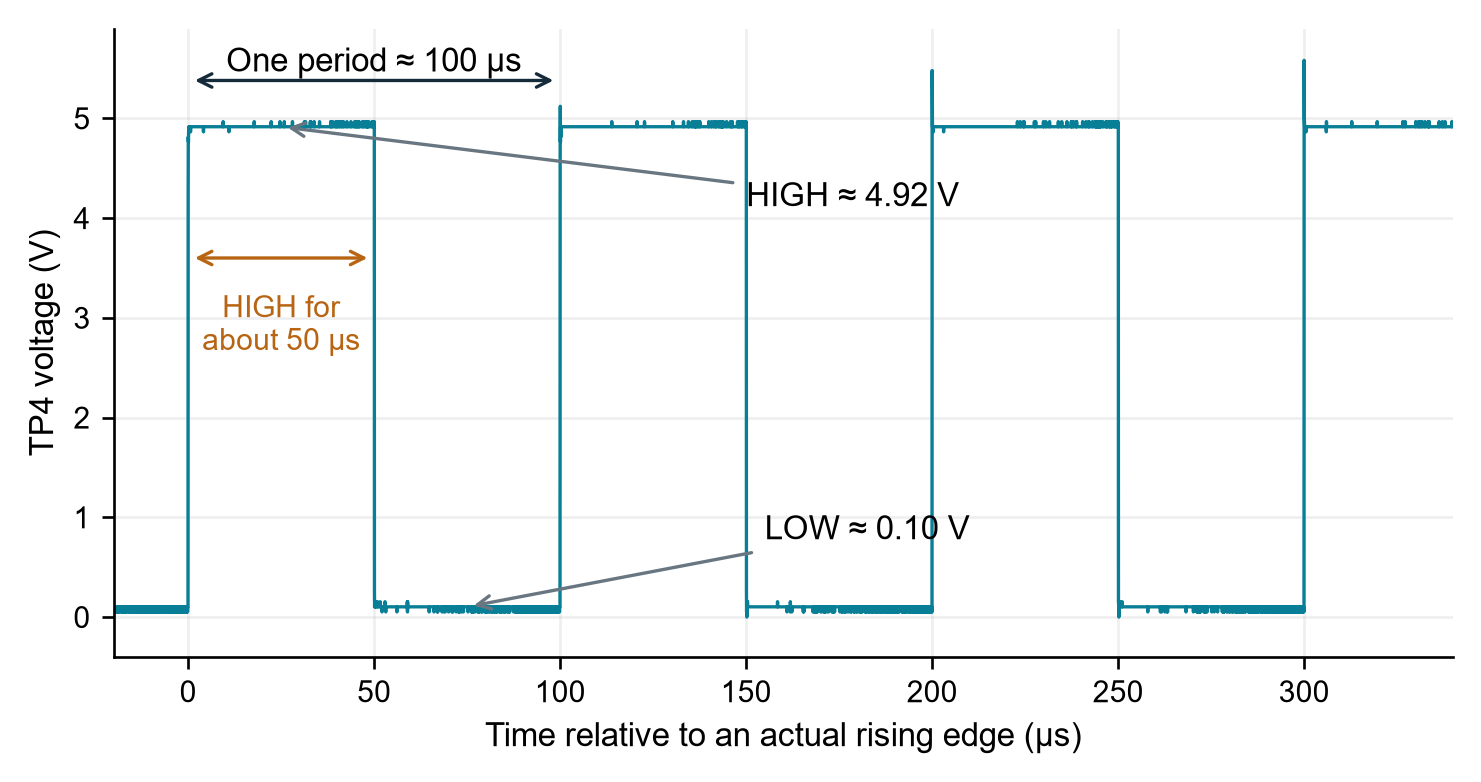 One period ≈ 100 µs
HIGH ≈ 4.92 V
HIGH for
about 50 µs
LOW ≈ 0.10 V
TP4 voltage (V)
5
4
3
2
1
0
0 50 100 150 200 250 300
Time relative to an actual rising edge (µs)